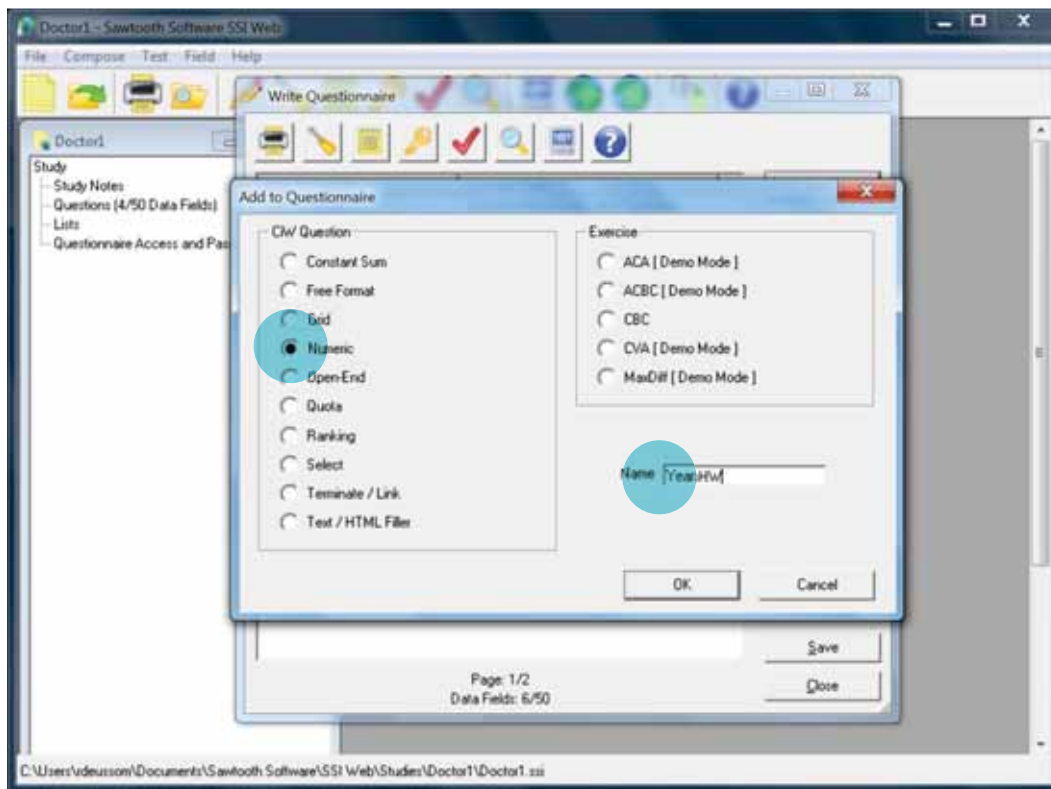 Doctor1 - Sawtooth Software SSI Web
File Compose Test Field Help
Write Questionnaire
Doctor1
Study
Study Notes
Questions (4/50 Data Fields)
Lists
Questionnaire Access and Pas
Add to Questionnaire
CiW Question
Constant Sum
Free Format
Grid
Numeric
Open-End
Quota
Ranking
Select
Terminate / Link
Text / HTML Filler
Exercise
ACA [ Demo Mode ]
ACBC [ Demo Mode ]
CBC
CVA [ Demo Mode ]
MaxDiff [ Demo Mode ]
Name YearsHW
OK Cancel
Save
Page: 1/2
Close
Data Fields: 6/50
C:\Users\rdeussom\Documents\Sawtooth Software\SSI Web\Studies\Doctor1\Doctor1.ssi